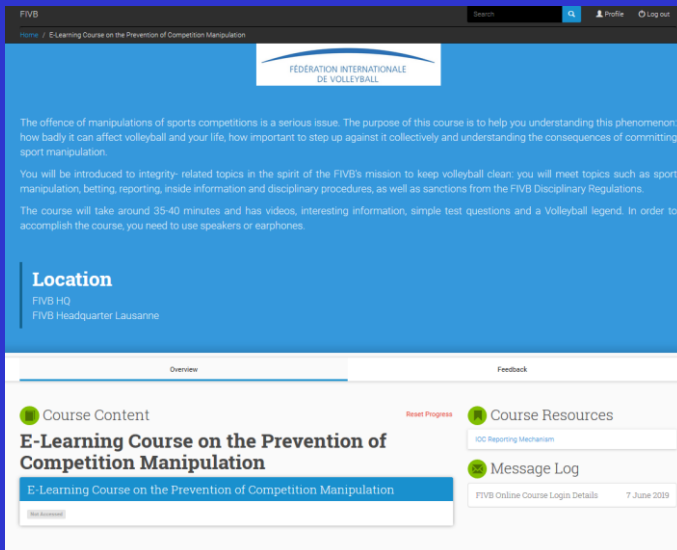 FIVB
Search
Profile
Log out
Home / E-Learning Course on the Prevention of Competition Manipulation
FÉDÉRATION INTERNATIONALE
DE VOLLEYBALL
The offence of manipulations of sports competitions is a serious issue. The purpose of this course is to help you understanding this phenomenon:
how badly it can affect volleyball and your life, how important to step up against it collectively and understanding the consequences of committing
sport manipulation.
You will be introduced to integrity- related topics in the spirit of the FIVB's mission to keep volleyball clean: you will meet topics such as sport
manipulation, betting, reporting, inside information and disciplinary procedures, as well as sanctions from the FIVB Disciplinary Regulations.
The course will take around 35-40 minutes and has videos, interesting information, simple test questions and a Volleyball legend. In order to
accomplish the course, you need to use speakers or earphones.
Location
FIVB HQ
FIVB Headquarter Lausanne
Overview
Feedback
Course Content
Reset Progress
E-Learning Course on the Prevention of
Competition Manipulation
E-Learning Course on the Prevention of Competition Manipulation
Not Accessed
Course Resources
IOC Reporting Mechanism
Message Log
FIVB Online Course Login Details 7 June 2019